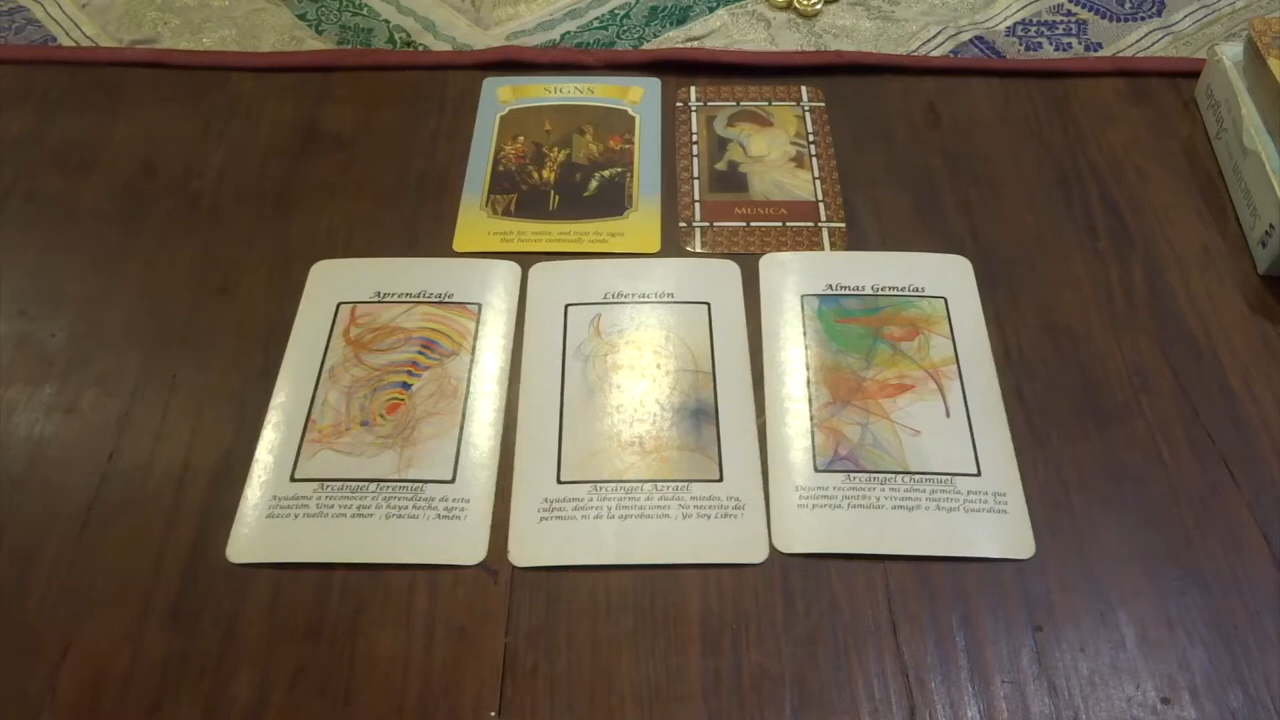 SIGNS
I watch for, notice, and trust the signs
that heaven continually sends.
MUSICA
Aprendizaje
Arcángel Jeremiel:
Ayúdame a reconocer el aprendizaje de esta
situación. Una vez que lo haya hecho, agra-
dezco y suelto con amor. ¡ Gracias ! ¡ Amén !
Liberación
Arcángel Azrael:
Ayúdame a liberarme de dudas, miedos, ira,
culpas, dolores y limitaciones. No necesito del
permiso, ni de la aprobación. ¡ Yo Soy Libre !
Almas Gemelas
Arcángel Chamuel:
Déjame reconocer a mi alma gemela, para que
bailemos junt@s y vivamos nuestro pacto. Sea
mi pareja, familiar, amig@ o Ángel Guardián.